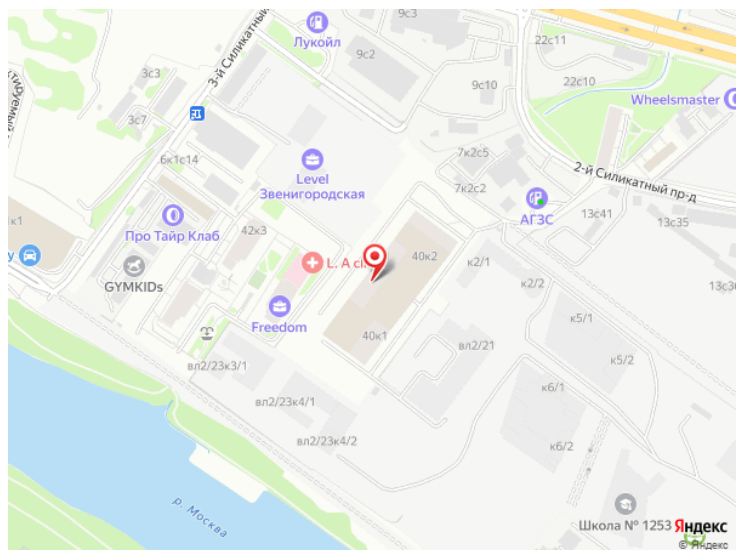 9с3
3-й Силикатный
Лукойл
9с2
22с11
22с10
9с10
Wheelsmaster
3с3
3с7
7к2с5
2-й Силикатный пр-д
6к1с14
Level
Звенигородская
7к2с2
АГЗС
13с41
13с35
к1
Про Тайр Клаб
42к3
40к2
L. A cl
к2/1
к2/2
13с36
GYMKIDs
Freedom
40к1
вл2/21
к5/1
к5/2
вл2/23к3/1
вл2/23к4/1
к6/1
вл2/23к4/2
к6/2
р. Москва
Школа № 1253
Яндекс
© Яндекс